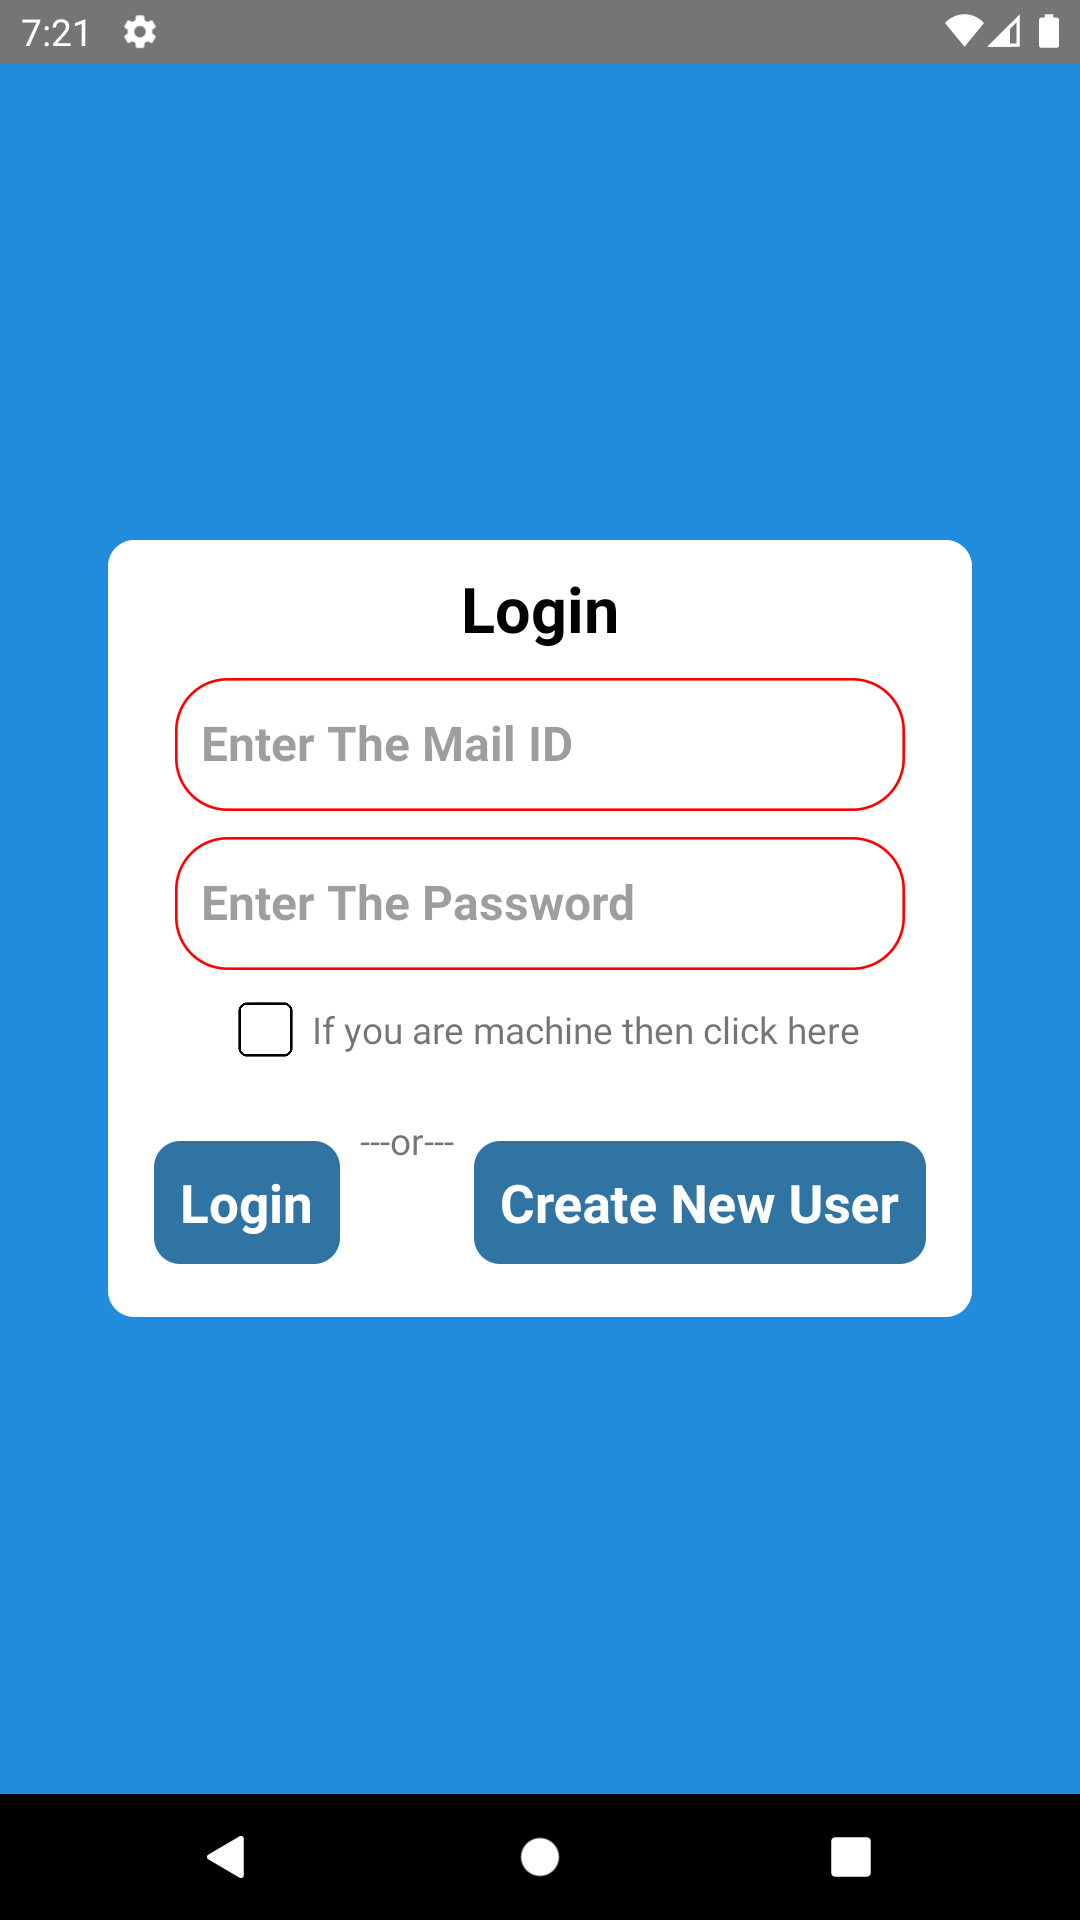 7:21
Login
Enter The Mail ID
Enter The Password
If you are machine then click here
---or---
Login
Create New User